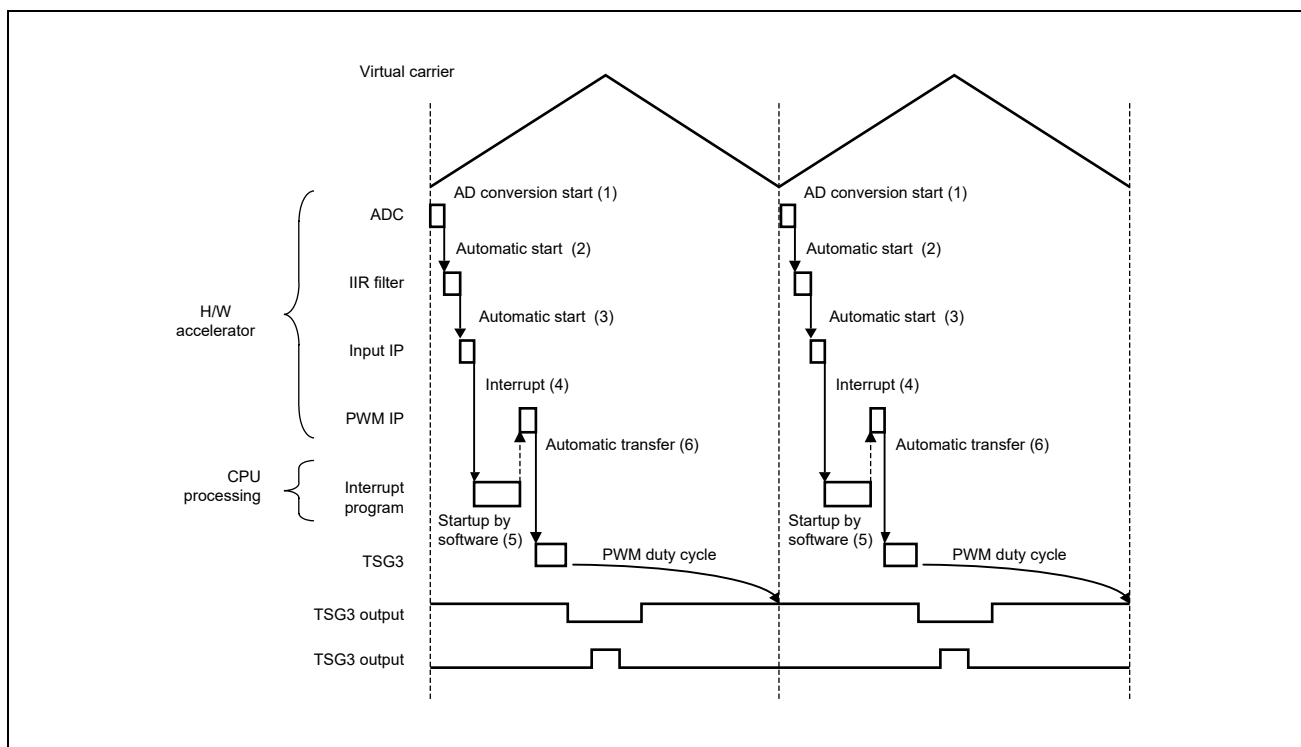 Virtual carrier
AD conversion start (1)
AD conversion start (1)
ADC
Automatic start (2)
Automatic start (2)
IIR filter
H/W
accelerator
Automatic start (3)
Automatic start (3)
Input IP
Interrupt (4)
Interrupt (4)
PWM IP
Automatic transfer (6)
Automatic transfer (6)
CPU
processing
Interrupt
program
Startup by
software (5)
Startup by
software (5)
TSG3
PWM duty cycle
PWM duty cycle
TSG3 output
TSG3 output